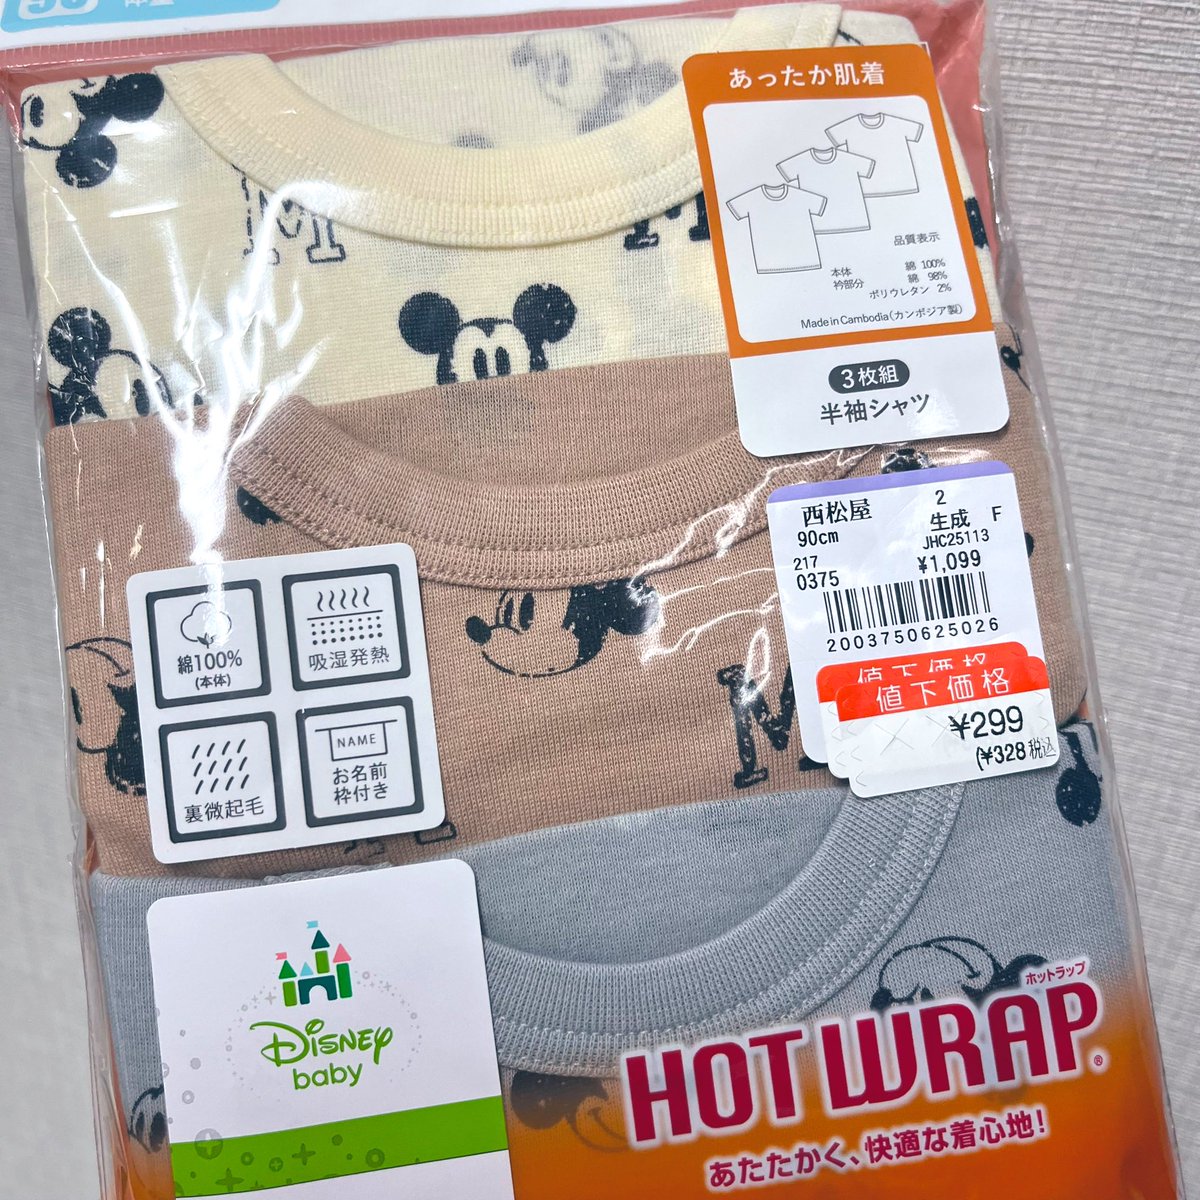 あったか肌着
品質表示
本体 綿 100%
衿部分 綿 98%
ポリウレタン 2%
Made in Cambodia(カンボジア製)
3枚組
半袖シャツ
西松屋 2
90cm 生成 F
JHC25113
217 ¥1,099
0375
2003750625026
値下価格
値下価格
¥299
(¥328税込
綿100%
(本体)
吸湿発熱
裏微起毛
NAME
お名前
枠付き
M
M
Disney
baby
ホットラップ
HOT WRAP®
あたたかく、快適な着心地!